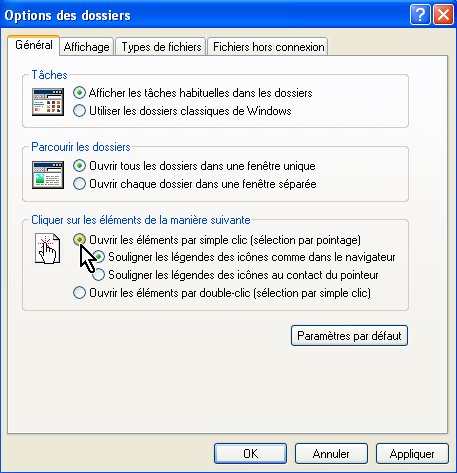 Options des dossiers
Général
Affichage
Types de fichiers
Fichiers hors connexion
Tâches
Afficher les tâches habituelles dans les dossiers
Utiliser les dossiers classiques de Windows
Parcourir les dossiers
Ouvrir tous les dossiers dans une fenêtre unique
Ouvrir chaque dossier dans une fenêtre séparée
Cliquer sur les éléments de la manière suivante
Ouvrir les éléments par simple clic (sélection par pointage)
Souligner les légendes des icônes comme dans le navigateur
Souligner les légendes des icônes au contact du pointeur
Ouvrir les éléments par double-clic (sélection par simple clic)
Paramètres par défaut
OK
Annuler
Appliquer